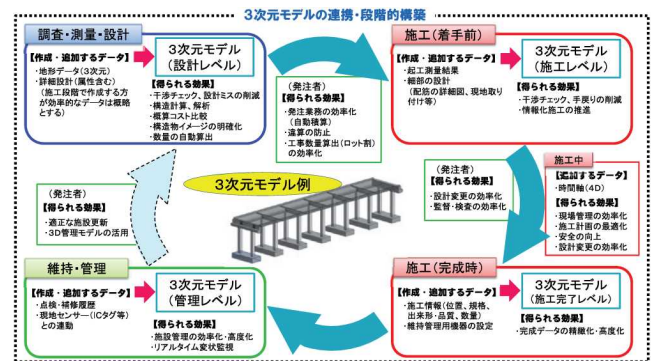 3次元モデルの連携・段階的構築
調査・測量・設計
【作成・追加するデータ】
・地形データ(3次元)
・詳細設計(属性含む)
(施工段階で作成する方
が効率的なデータは概略
とする)
3次元モデル
(設計レベル)
【得られる効果】
・干渉チェック、設計ミスの削減
・構造計算、解析
・概算コスト比較
・構造物イメージの明確化
・数量の自動算出
(発注者)
【得られる効果】
・発注業務の効率化
(自動積算)
・違算の防止
・工事数量算出(ロット割)
の効率化
施工(着手前)
【作成・追加するデータ】
・起工測量結果
・細部の設計
(配筋の詳細図、現地取り
付け等)
3次元モデル
(施工レベル)
【得られる効果】
・干渉チェック、手戻りの削減
・情報化施工の推進
(発注者)
【得られる効果】
・設計変更の効率化
・監督・検査の効率化
施工中
【追加するデータ】
・時間軸(4D)
【得られる効果】
・現場管理の効率化
・施工計画の最適化
・安全の向上
・設計変更の効率化
3次元モデル例
(発注者)
【得られる効果】
・適正な施設更新
・3D管理モデルの活用
維持・管理
【作成・追加するデータ】
・点検・補修履歴
・現地センサー(ICタグ等)
との連動
3次元モデル
(管理レベル)
【得られる効果】
・施設管理の効率化・高度化
・リアルタイム変状監視
施工(完成時)
【作成・追加するデータ】
・施工情報(位置、規格、
出来形・品質、数量)
・維持管理用機器の設定
3次元モデル
(施工完了レベル)
【得られる効果】
・完成データの精緻化・高度化